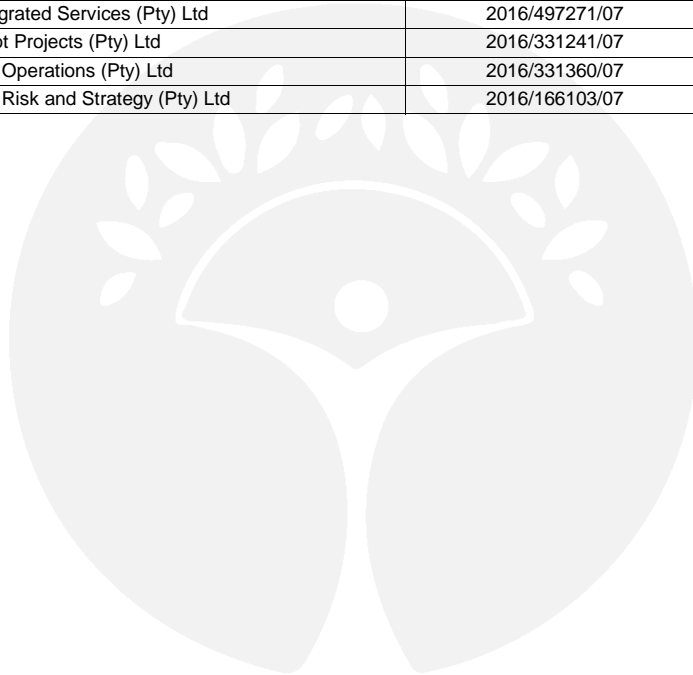 grated Services (Pty) Ltd 2016/497271/07
ot Projects (Pty) Ltd 2016/331241/07
Operations (Pty) Ltd 2016/331360/07
Risk and Strategy (Pty) Ltd 2016/166103/07